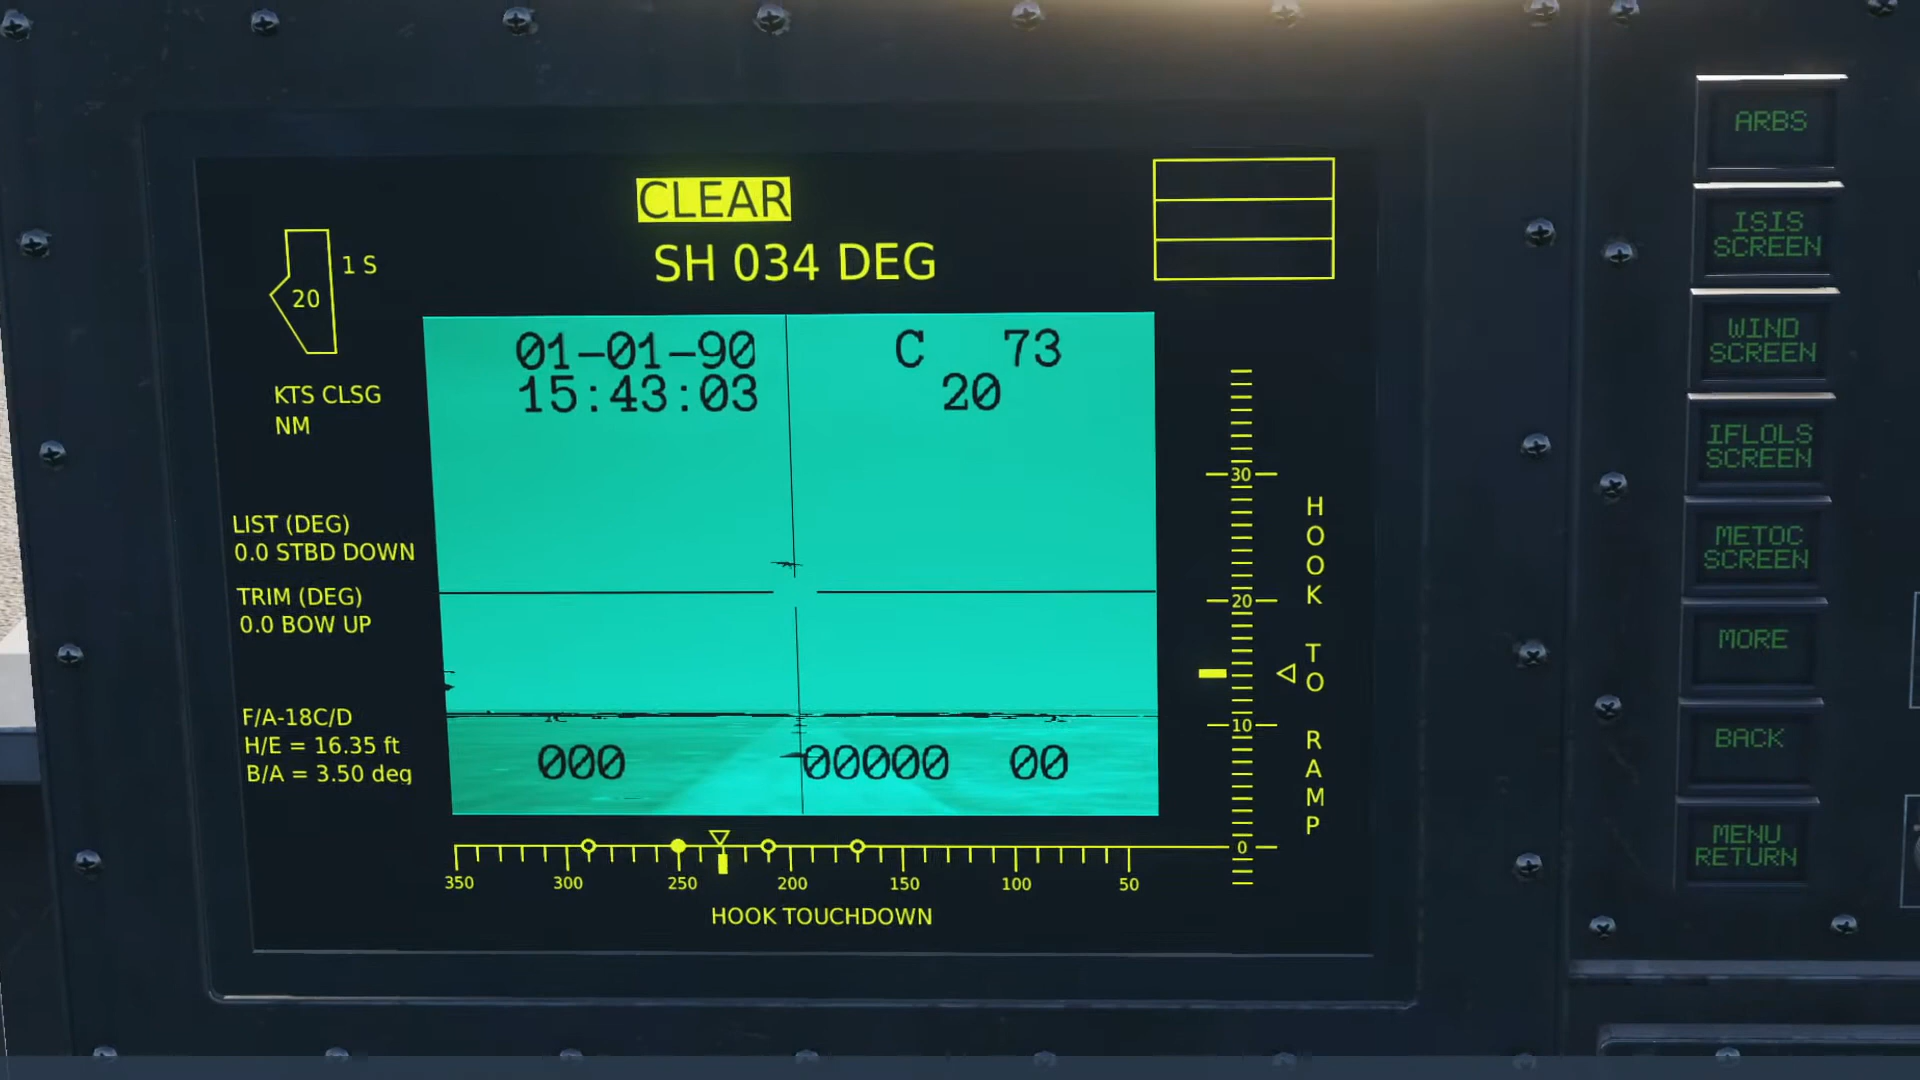 CLEAR
SH 034 DEG
1 S
20
KTS CLSG
NM
01-01-90
15:43:03
C 73
20
LIST (DEG)
0.0 STBD DOWN
TRIM (DEG)
0.0 BOW UP
F/A-18C/D
H/E = 16.35 ft
B/A = 3.50 deg
000
00000 00
30
20
10
0
HOOK TO RAMP
350 300 250 200 150 100 50
HOOK TOUCHDOWN
ARBS
ISIS
SCREEN
WIND
SCREEN
IFLOLS
SCREEN
METOC
SCREEN
MORE
BACK
MENU
RETURN